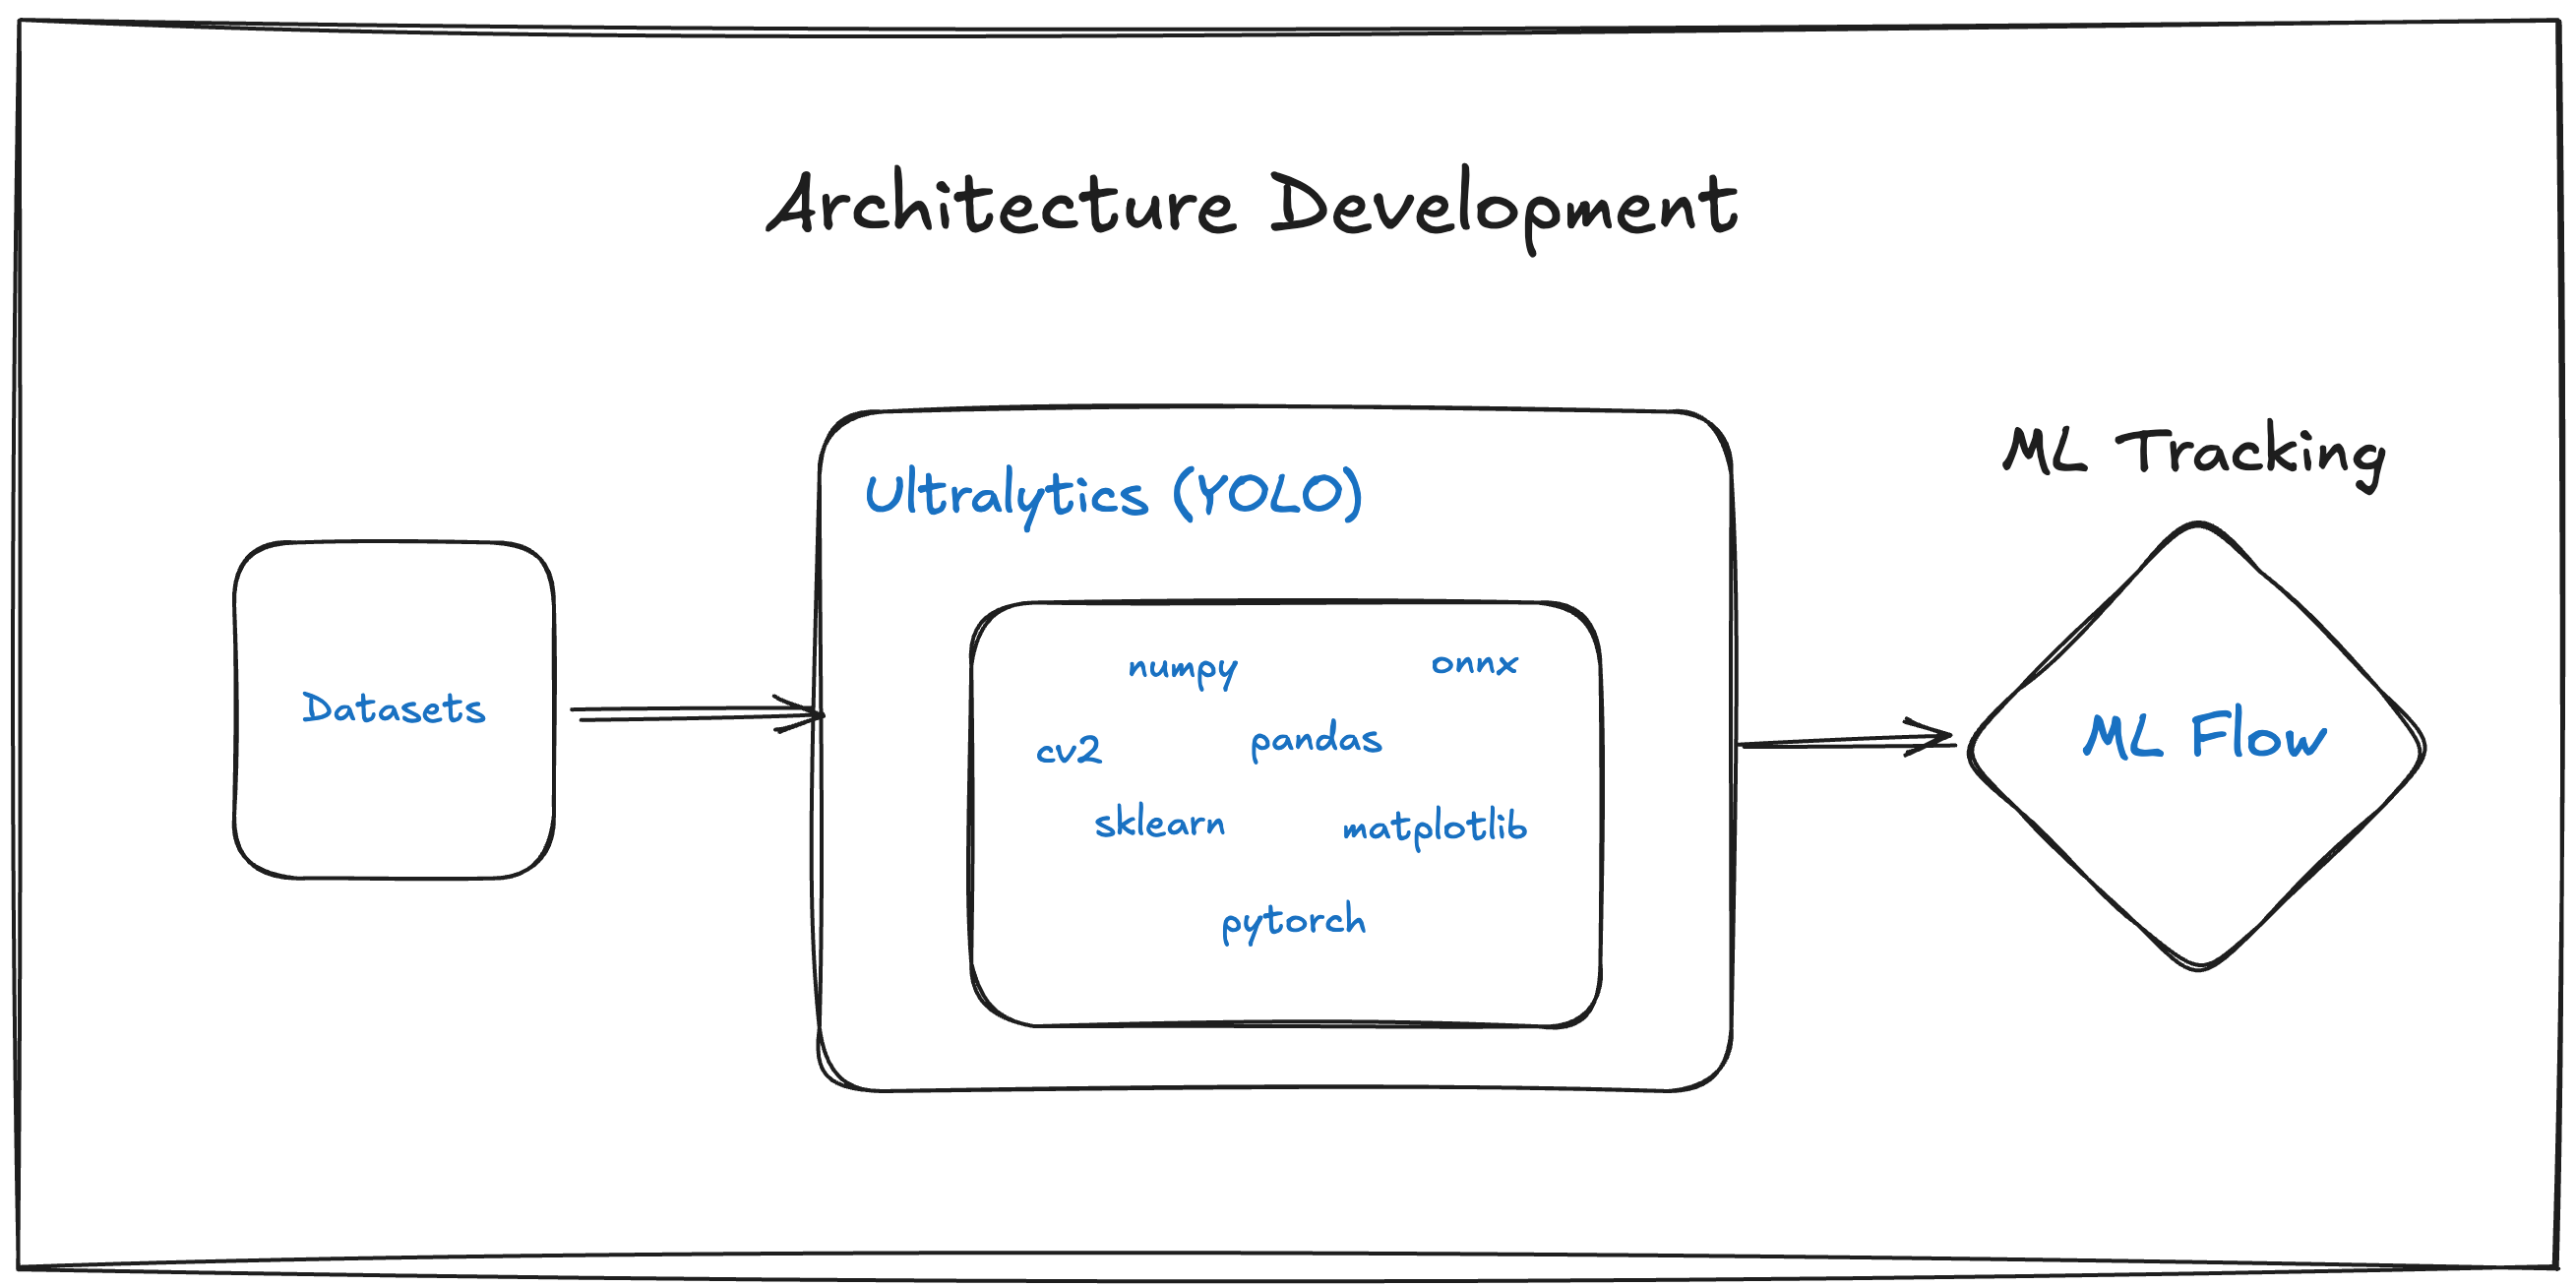 Architecture Development
Datasets
Ultralytics (YOLO)
numpy
onnx
cv2
pandas
sklearn
matplotlib
pytorch
ML Tracking
ML Flow